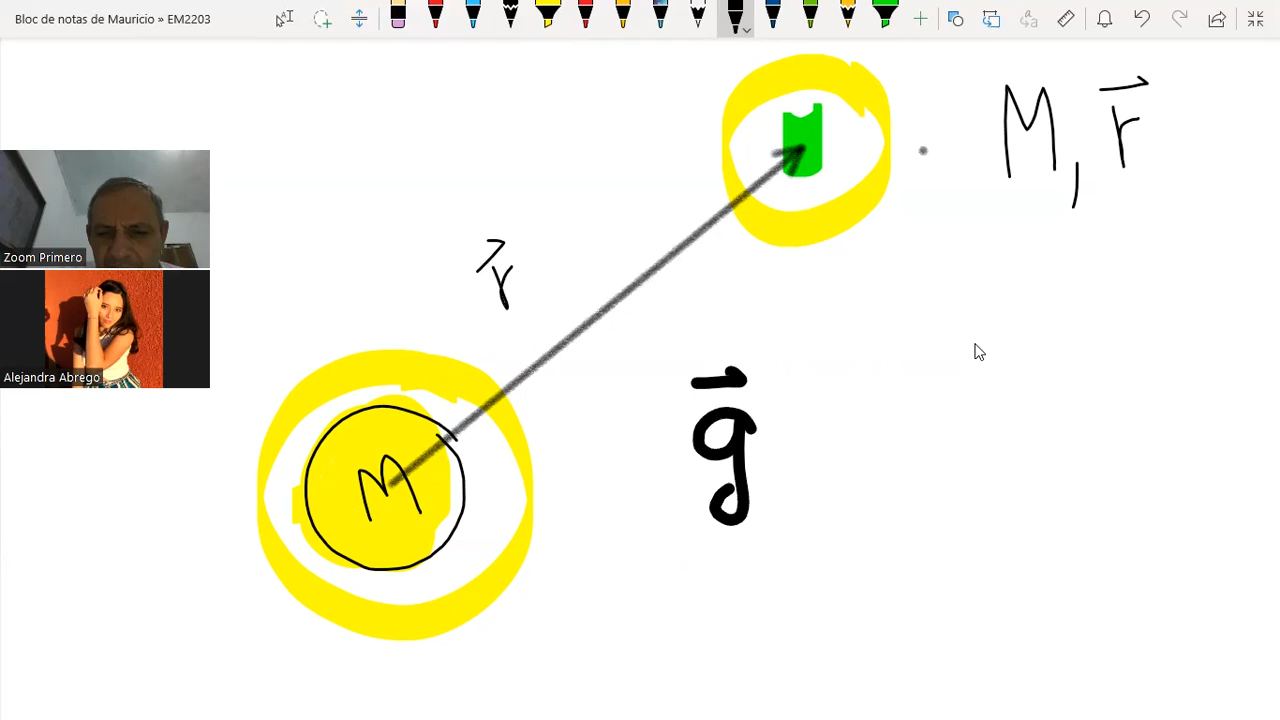 Bloc de notas de Mauricio » EM2203
M, r⃗
Zoom Primero
r⃗
Alejandra Abrego
g⃗
M